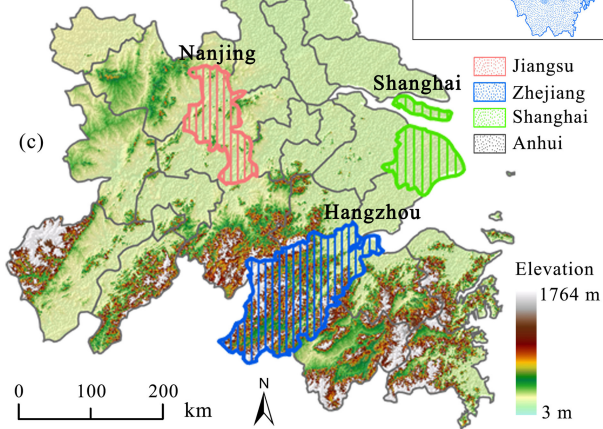 Nanjing
Shanghai
(c)
Hangzhou
Jiangsu
Zhejiang
Shanghai
Anhui
Elevation
1764 m
3 m
0 100 200
km
N